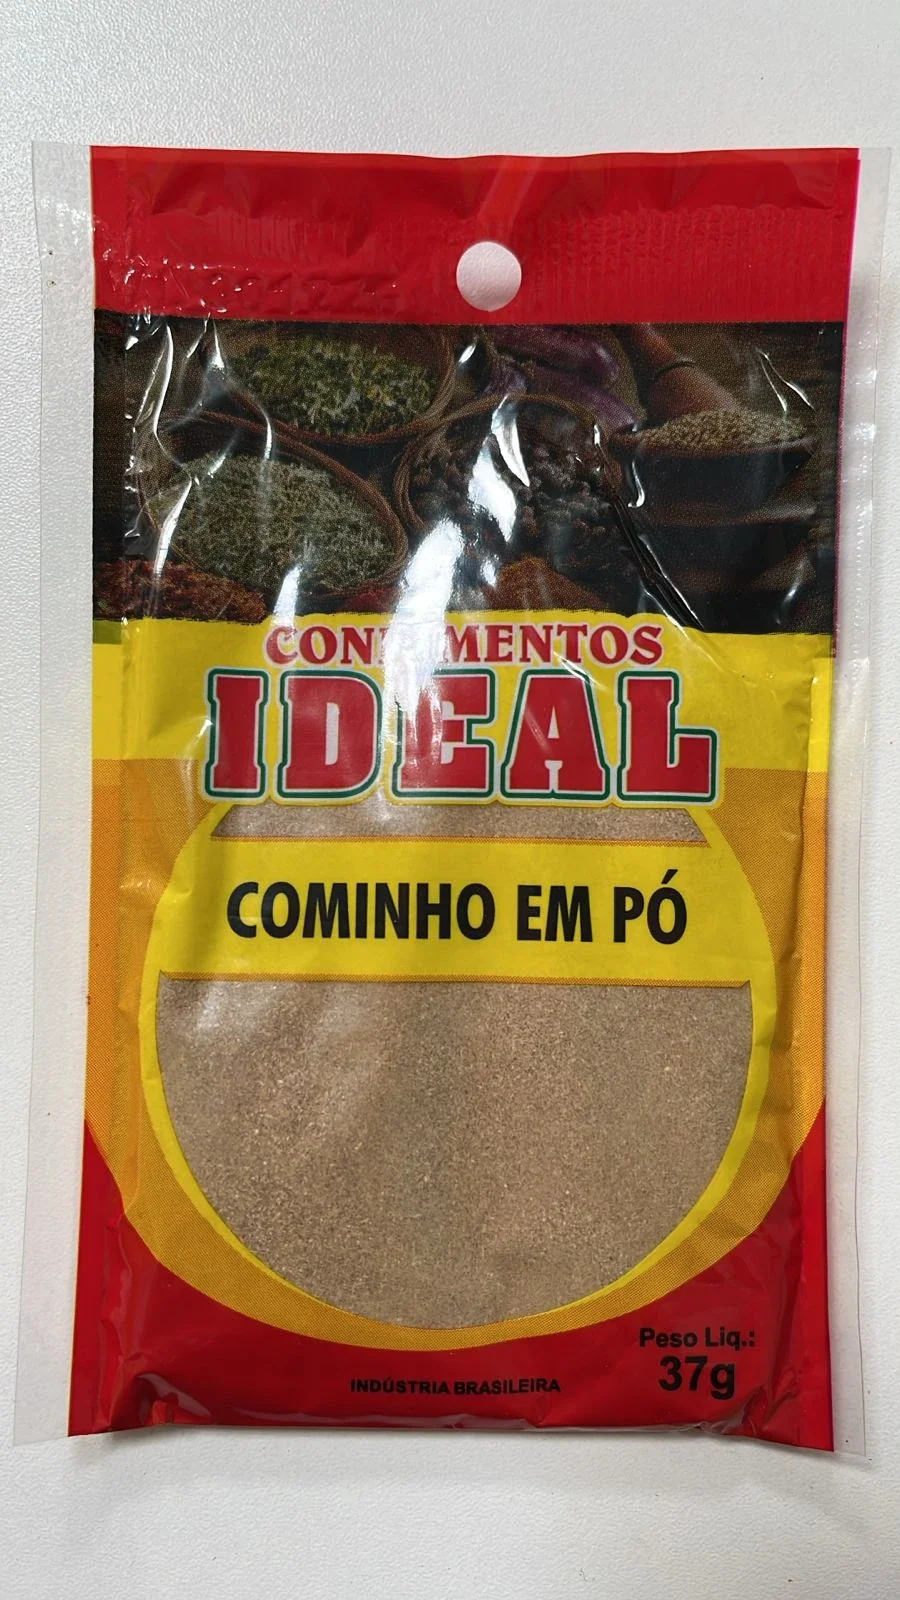 CONDIMENTOS
IDEAL
COMINHO EM PÓ
Peso Liq.:
37g
INDÚSTRIA BRASILEIRA